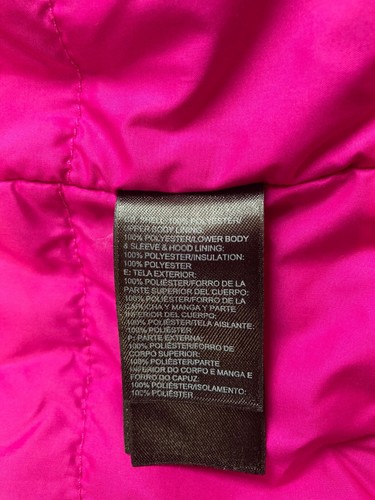 SHELL: 100% POLYESTER/
UPPER BODY LINING:
100% POLYESTER/LOWER BODY
& SLEEVE & HOOD LINING:
100% POLYESTER/INSULATION:
100% POLYESTER
E: TELA EXTERIOR:
100% POLIÉSTER/FORRO DE LA
PARTE SUPERIOR DEL CUERPO:
100% POLIÉSTER/FORRO DE LA
CAPUCHA Y MANGA Y PARTE
INFERIOR DEL CUERPO:
100% POLIÉSTER/TELA AISLANTE:
100% POLIÉSTER
P: PARTE EXTERNA:
100% POLIÉSTER/FORRO DE
CORPO SUPERIOR:
100% POLIÉSTER/PARTE
INFERIOR DO CORPO E MANGA E
FORRO DO CAPUZ:
100% POLIÉSTER/ISOLAMENTO:
100% POLIÉSTER